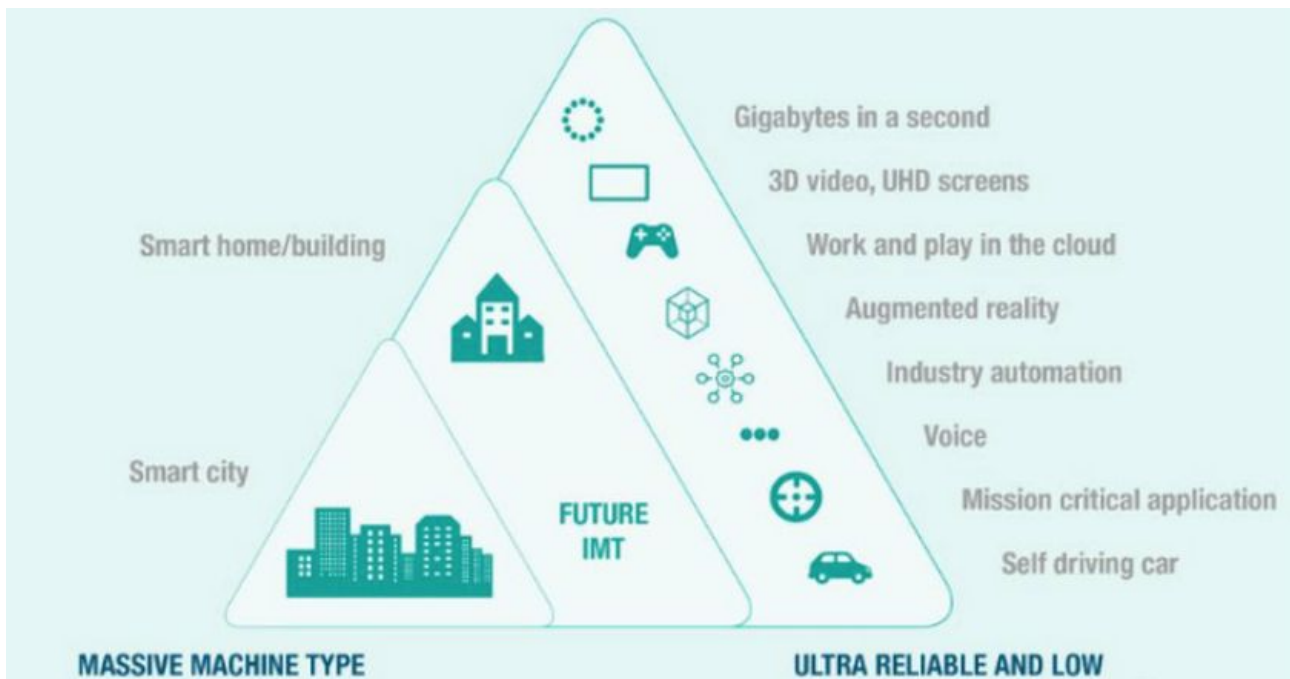 Gigabytes in a second
3D video, UHD screens
Smart home/building
Work and play in the cloud
Augmented reality
Industry automation
Voice
Smart city
Mission critical application
FUTURE
IMT
Self driving car
MASSIVE MACHINE TYPE
ULTRA RELIABLE AND LOW